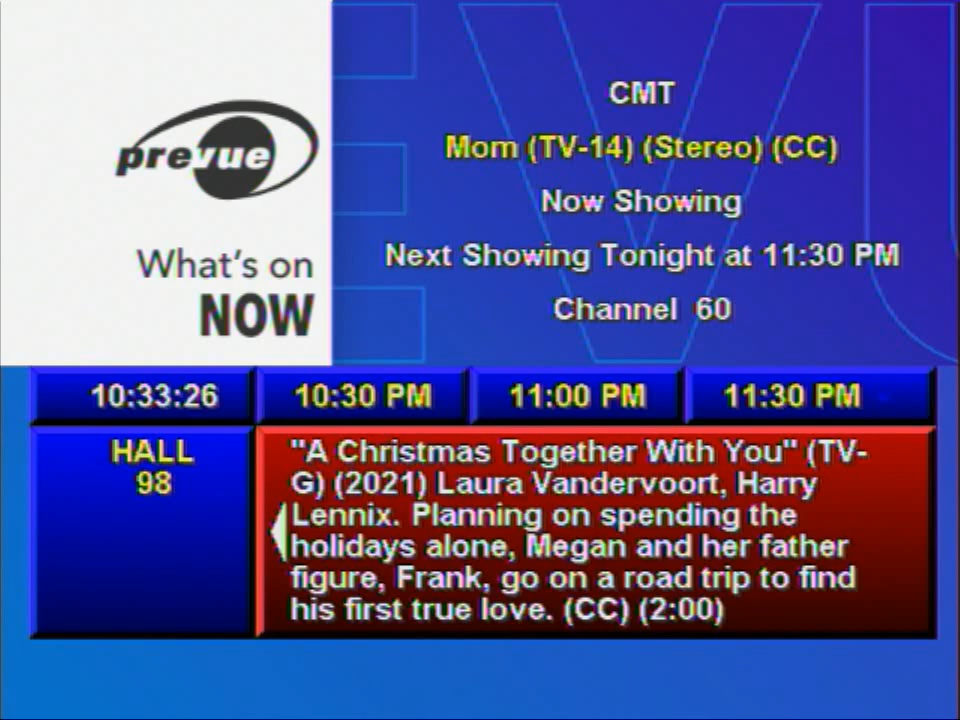 prevue
What's on
NOW
CMT
Mom (TV-14) (Stereo) (CC)
Now Showing
Next Showing Tonight at 11:30 PM
Channel 60
10:33:26 10:30 PM 11:00 PM 11:30 PM
HALL
98
"A Christmas Together With You" (TV-
G) (2021) Laura Vandervoort, Harry
Lennix. Planning on spending the
holidays alone, Megan and her father
figure, Frank, go on a road trip to find
his first true love. (CC) (2:00)